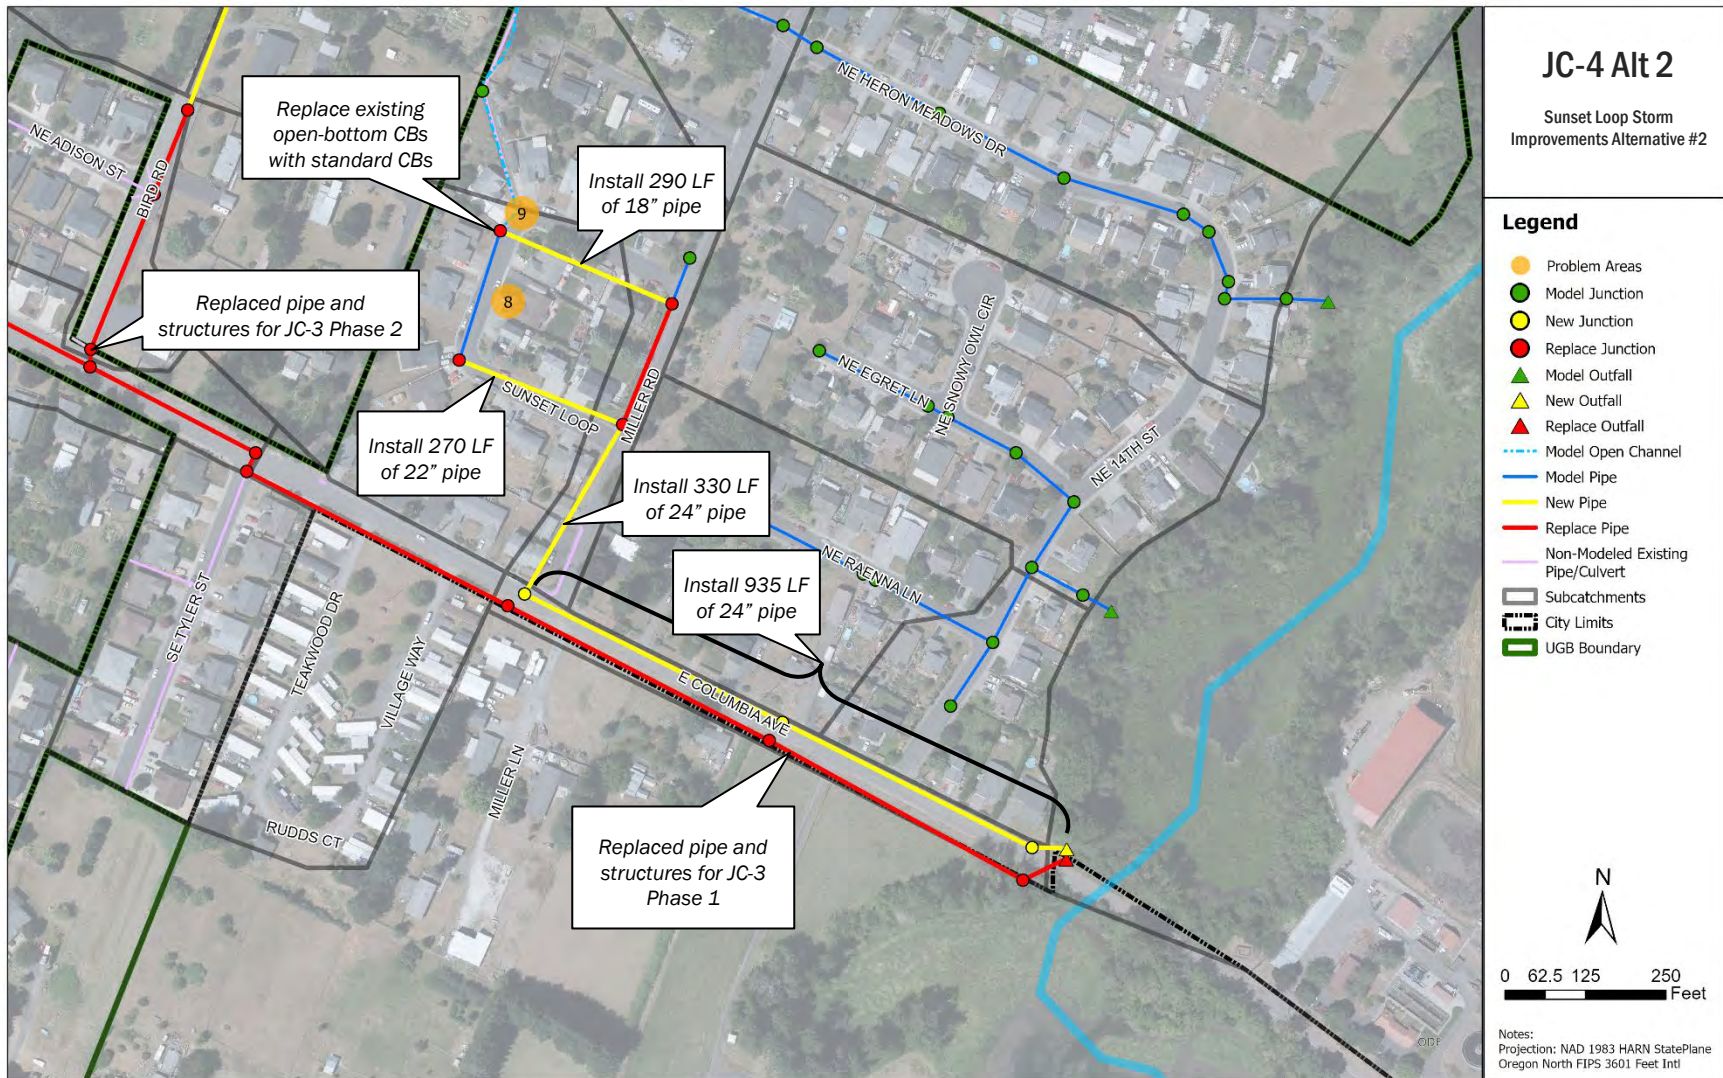 JC-4 Alt 2
Sunset Loop Storm
Improvements Alternative #2
Legend
Problem Areas
Model Junction
New Junction
Replace Junction
Model Outfall
New Outfall
Replace Outfall
Model Open Channel
Model Pipe
New Pipe
Replace Pipe
Non-Modeled Existing
Pipe/Culvert
Subcatchments
City Limits
UGB Boundary
N
0 62.5 125 250
Feet
Notes:
Projection: NAD 1983 HARN StatePlane
Oregon North FIPS 3601 Feet Intl
Replace existing
open-bottom CBs
with standard CBs
Install 290 LF
of 18” pipe
Replaced pipe and
structures for JC-3 Phase 2
Install 270 LF
of 22” pipe
Install 330 LF
of 24” pipe
Install 935 LF
of 24” pipe
Replaced pipe and
structures for JC-3
Phase 1
9
8
NE ADISON ST
BIRD RD
NE HERON MEADOWS DR
SUNSET LOOP
MILLER RD
NE EGRET LN
NE SNOWY OWL CIR
NE 14TH ST
NE RAENNA LN
SE TYLER ST
TEAKWOOD DR
VILLAGE WAY
E COLUMBIA AVE
MILLER LN
RUDDS CT